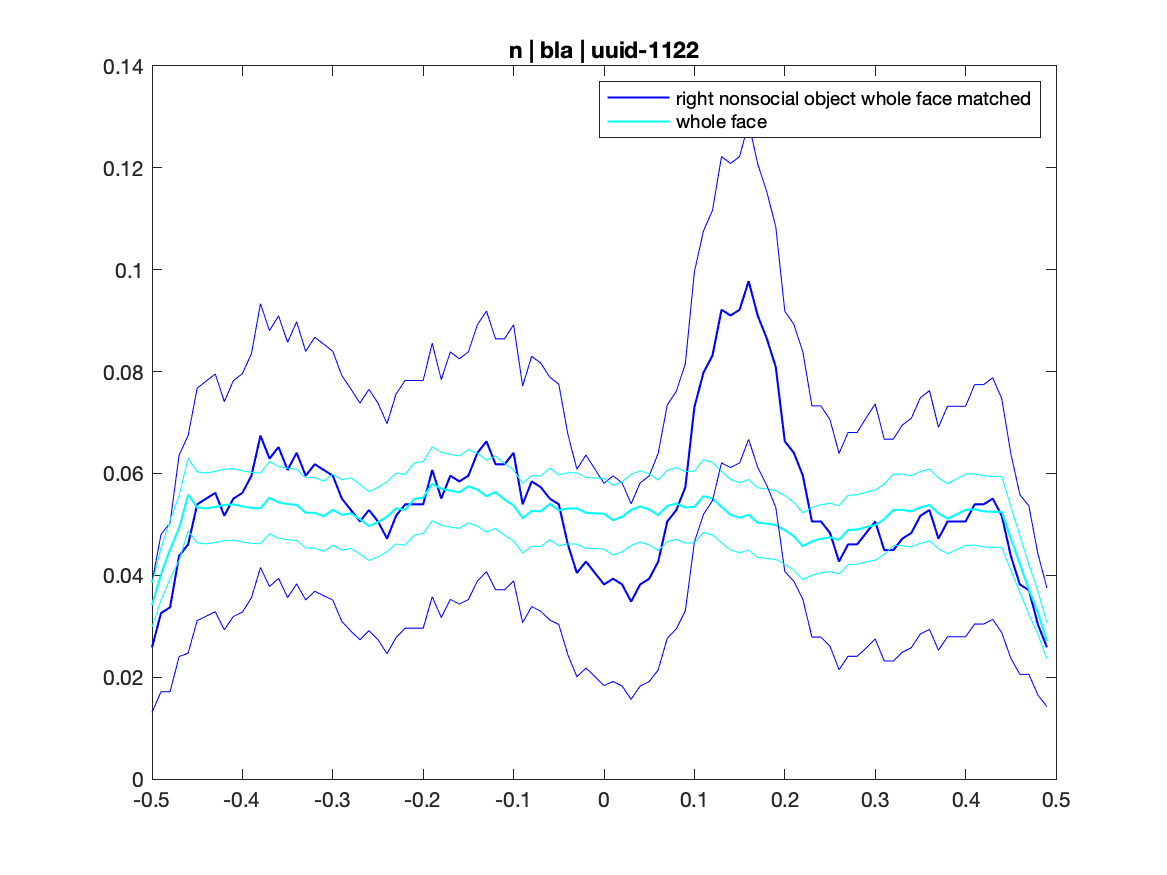 n | bla | uuid-1122
right nonsocial object whole face matched
whole face
0.14
0.12
0.1
0.08
0.06
0.04
0.02
0
-0.5 -0.4 -0.3 -0.2 -0.1 0 0.1 0.2 0.3 0.4 0.5